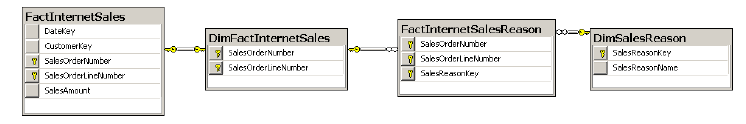 FactInternetSales
DateKey
CustomerKey
SalesOrderNumber
SalesOrderLineNumber
SalesAmount
DimFactInternetSales
SalesOrderNumber
SalesOrderLineNumber
FactInternetSalesReason
SalesOrderNumber
SalesOrderLineNumber
SalesReasonKey
DimSalesReason
SalesReasonKey
SalesReasonName